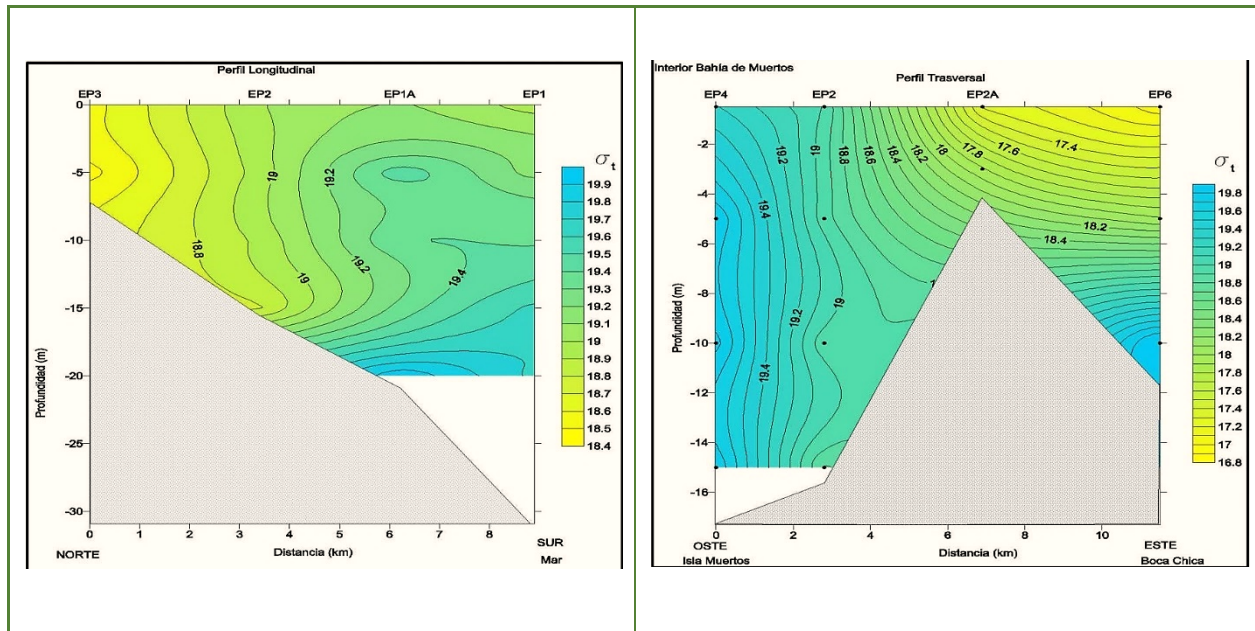 Perfil Longitudinal
EP3 EP2 EP1A EP1
0
-5
-10
-15
-20
-25
-30
Profundidad (m)
18.8
19
19
19.2
19.2
19.4
0 1 2 3 4 5 6 7 8
Distancia (km)
NORTE
SUR
Mar
σt
19.9
19.8
19.7
19.6
19.5
19.4
19.3
19.2
19.1
19
18.9
18.8
18.7
18.6
18.5
18.4
Interior Bahía de Muertos
Perfil Trasversal
EP4 EP2 EP2A EP6
-2
-4
-6
-8
-10
-12
-14
-16
Profundidad (m)
19.2 19 18.8 18.6 18.4 18.2 18 17.8 17.6 17.4
19.4
18.2
18.4
19.2
19
19.4
0 2 4 6 8 10
Distancia (km)
OSTE
Isla Muertos
ESTE
Boca Chica
σt
19.8
19.6
19.4
19.2
19
18.8
18.6
18.4
18.2
18
17.8
17.6
17.4
17.2
17
16.8